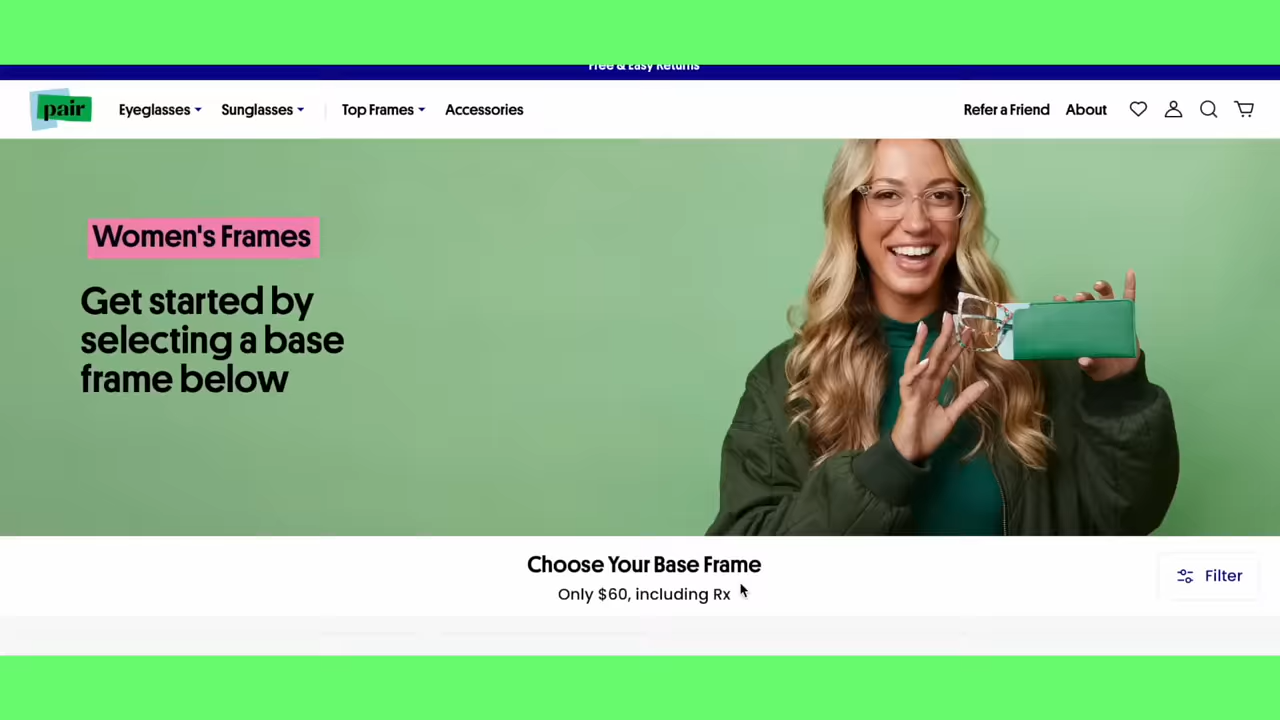 Free & Easy Returns
pair
Eyeglasses
Sunglasses
Top Frames
Accessories
Refer a Friend
About
Women's Frames
Get started by
selecting a base
frame below
Choose Your Base Frame
Only $60, including Rx
Filter